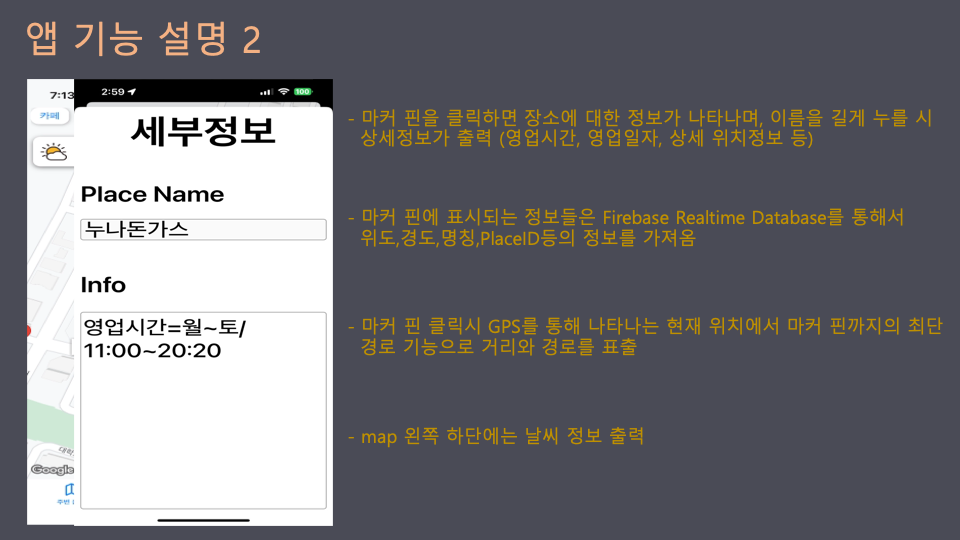 앱 기능 설명 2
7:13
카페
Google
2:59
100
세부정보
Place Name
누나돈가스
Info
영업시간=월~토/
11:00~20:20
- 마커 핀을 클릭하면 장소에 대한 정보가 나타나며, 이름을 길게 누를 시
상세정보가 출력 (영업시간, 영업일자, 상세 위치정보 등)
- 마커 핀에 표시되는 정보들은 Firebase Realtime Database를 통해서
위도,경도,명칭,PlaceID등의 정보를 가져옴
- 마커 핀 클릭시 GPS를 통해 나타나는 현재 위치에서 마커 핀까지의 최단
경로 기능으로 거리와 경로를 표출
- map 왼쪽 하단에는 날씨 정보 출력